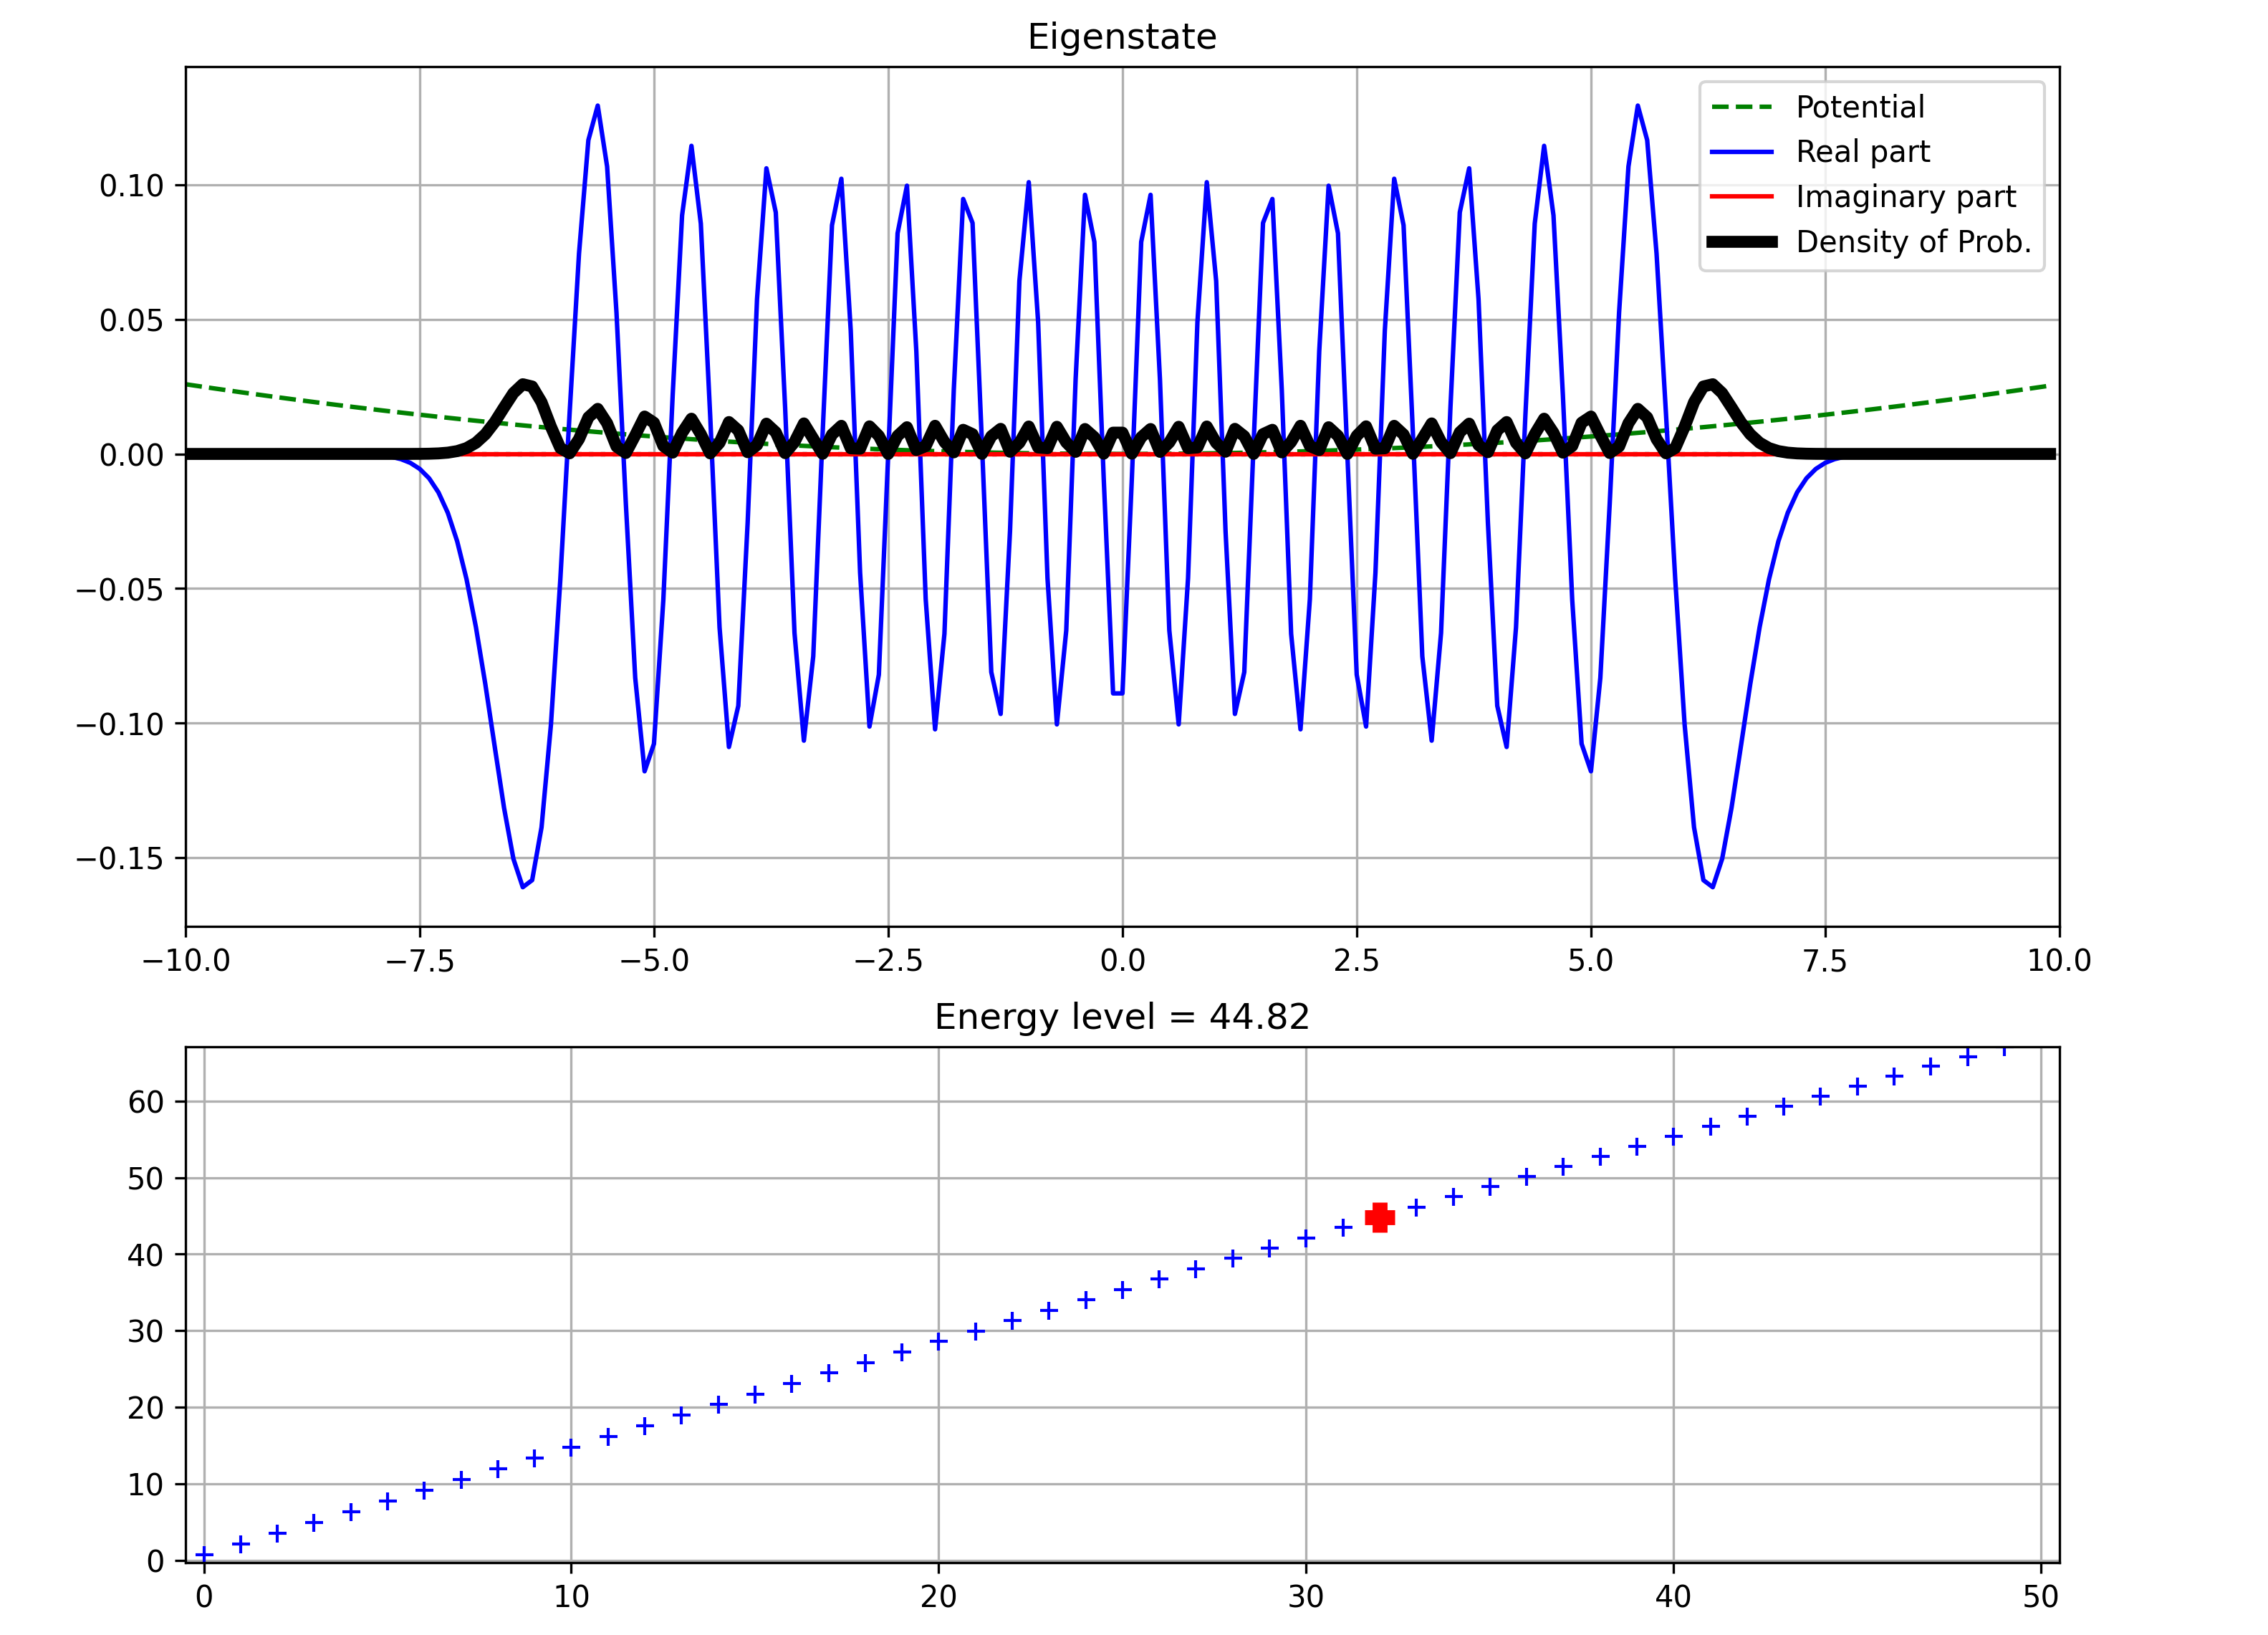 Eigenstate
Potential
Real part
Imaginary part
Density of Prob.
0.10
0.05
0.00
−0.05
−0.10
−0.15
−10.0 −7.5 −5.0 −2.5 0.0 2.5 5.0 7.5 10.0
Energy level = 44.82
60
50
40
30
20
10
0
0 10 20 30 40 50